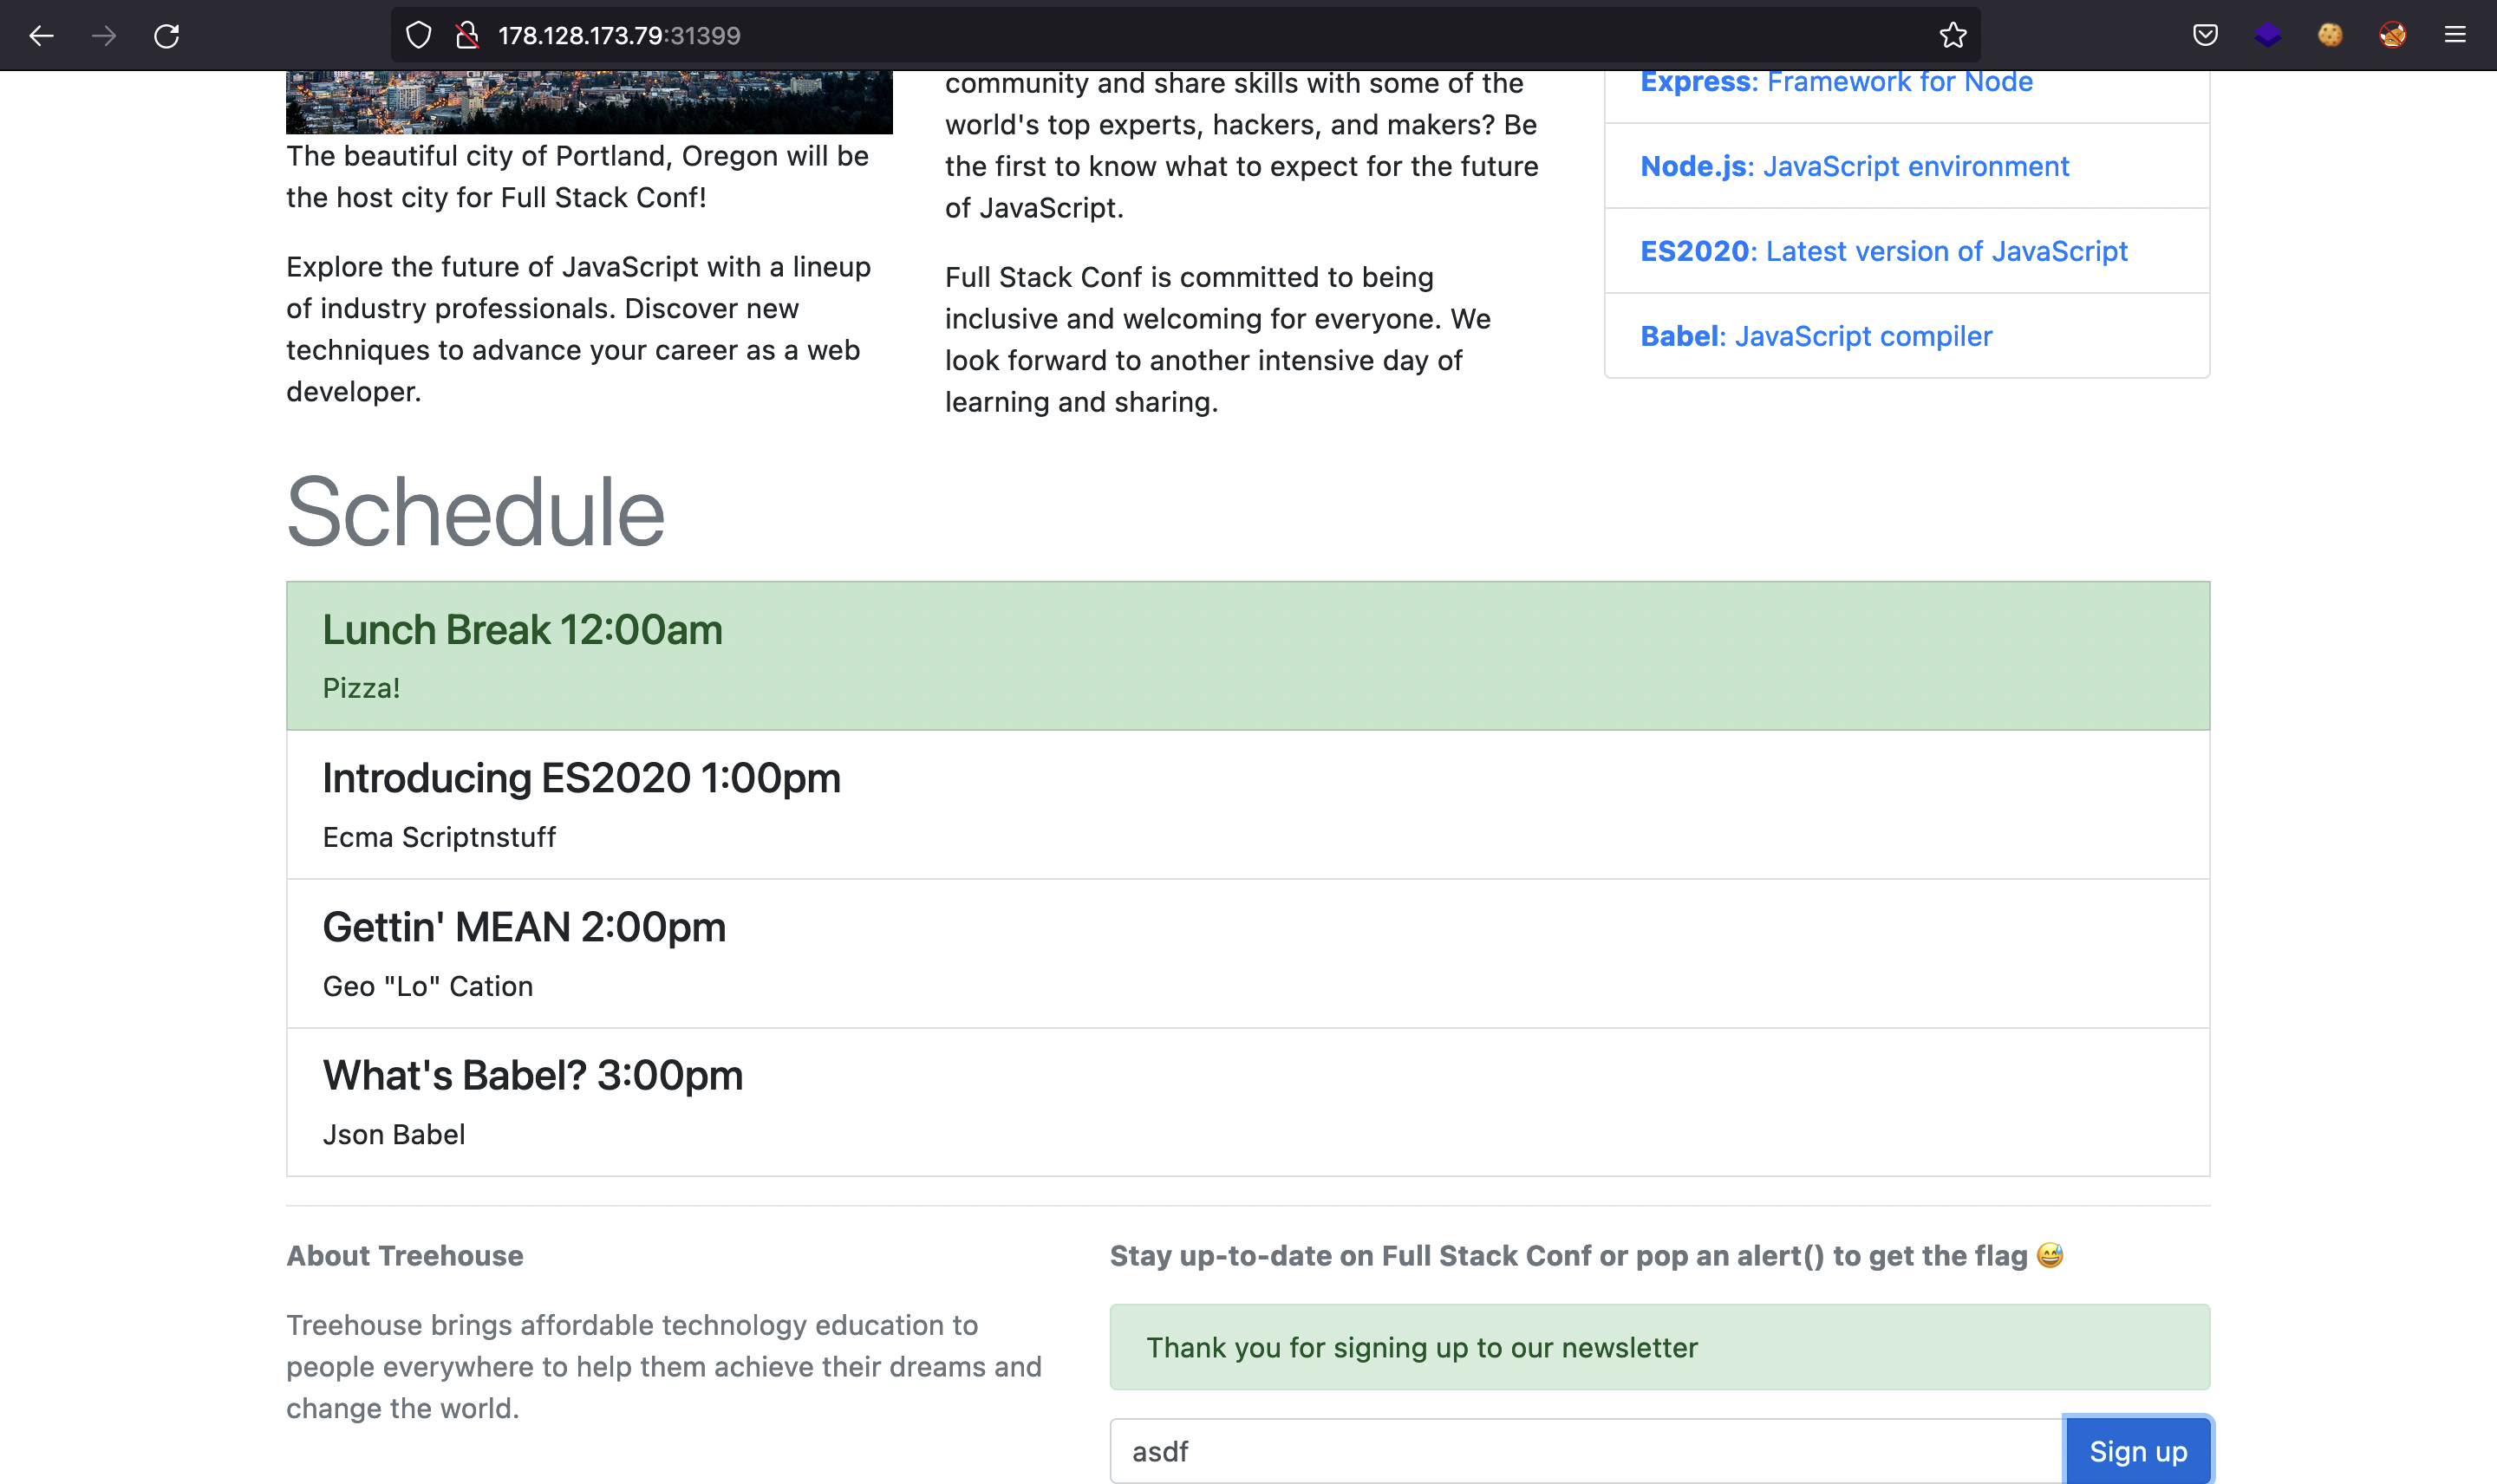 178.128.173.79:31399
The beautiful city of Portland, Oregon will be
the host city for Full Stack Conf!
Explore the future of JavaScript with a lineup
of industry professionals. Discover new
techniques to advance your career as a web
developer.
community and share skills with some of the
world's top experts, hackers, and makers? Be
the first to know what to expect for the future
of JavaScript.
Full Stack Conf is committed to being
inclusive and welcoming for everyone. We
look forward to another intensive day of
learning and sharing.
Express: Framework for Node
Node.js: JavaScript environment
ES2020: Latest version of JavaScript
Babel: JavaScript compiler
Schedule
Lunch Break 12:00am
Pizza!
Introducing ES2020 1:00pm
Ecma Scriptnstuff
Gettin' MEAN 2:00pm
Geo "Lo" Cation
What's Babel? 3:00pm
Json Babel
About Treehouse
Treehouse brings affordable technology education to
people everywhere to help them achieve their dreams and
change the world.
Stay up-to-date on Full Stack Conf or pop an alert() to get the flag 😅
Thank you for signing up to our newsletter
asdf
Sign up